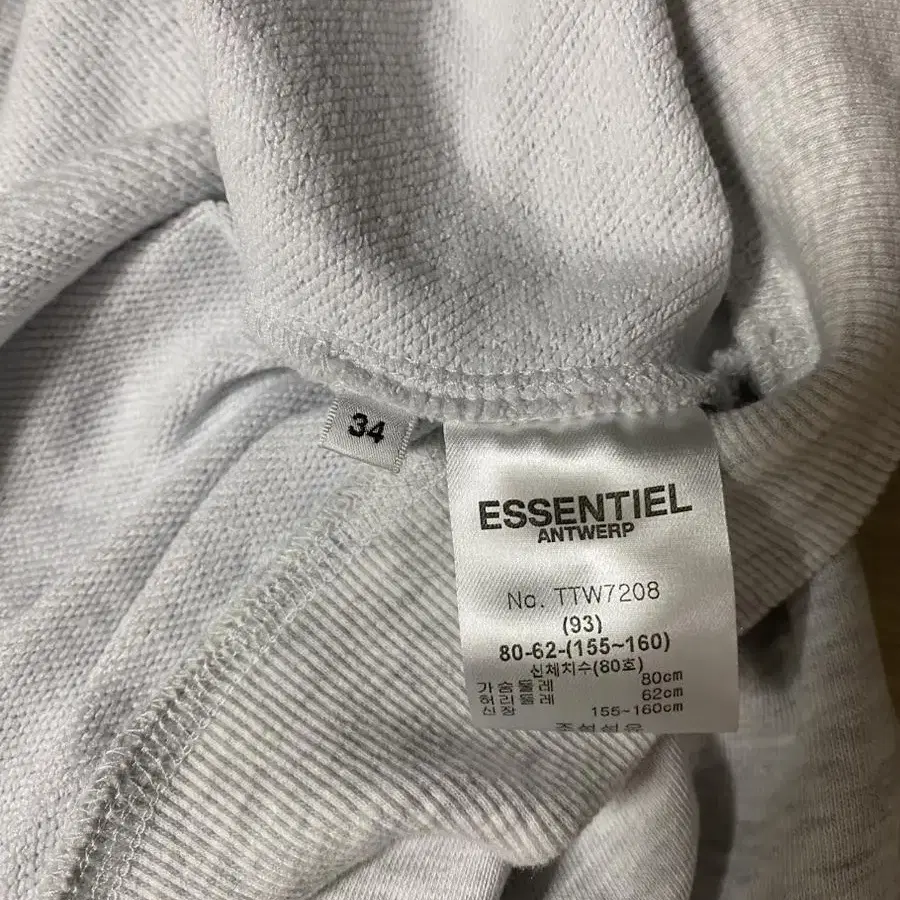 34
ESSENTIEL
ANTWERP
No. TTW7208
(93)
80-62-(155~160)
신체치수(80호)
가슴둘레 80cm
허리둘레 62cm
신장 155~160cm